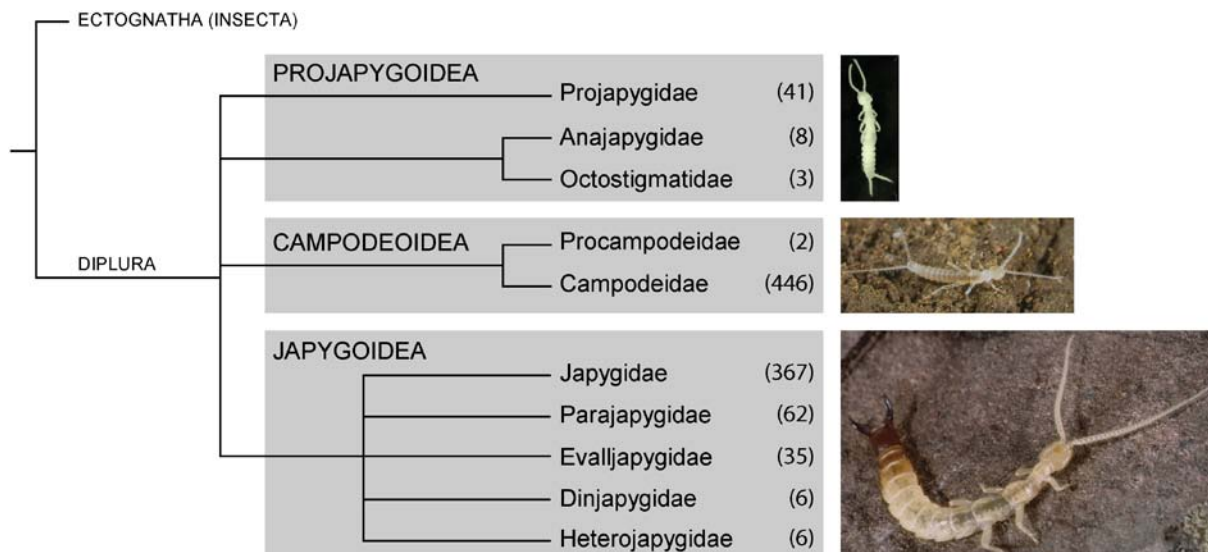 ECTOGNATHA (INSECTA)
PROJAPYGOIDEA
Projapygidae (41)
Anajapygidae (8)
Octostigmatidae (3)
CAMPODEOIDEA
Procampodeidae (2)
DIPLURA
Campodeidae (446)
JAPYGOIDEA
Japygidae (367)
Parajapygidae (62)
Evalljapygidae (35)
Dinjapygidae (6)
Heterojapygidae (6)